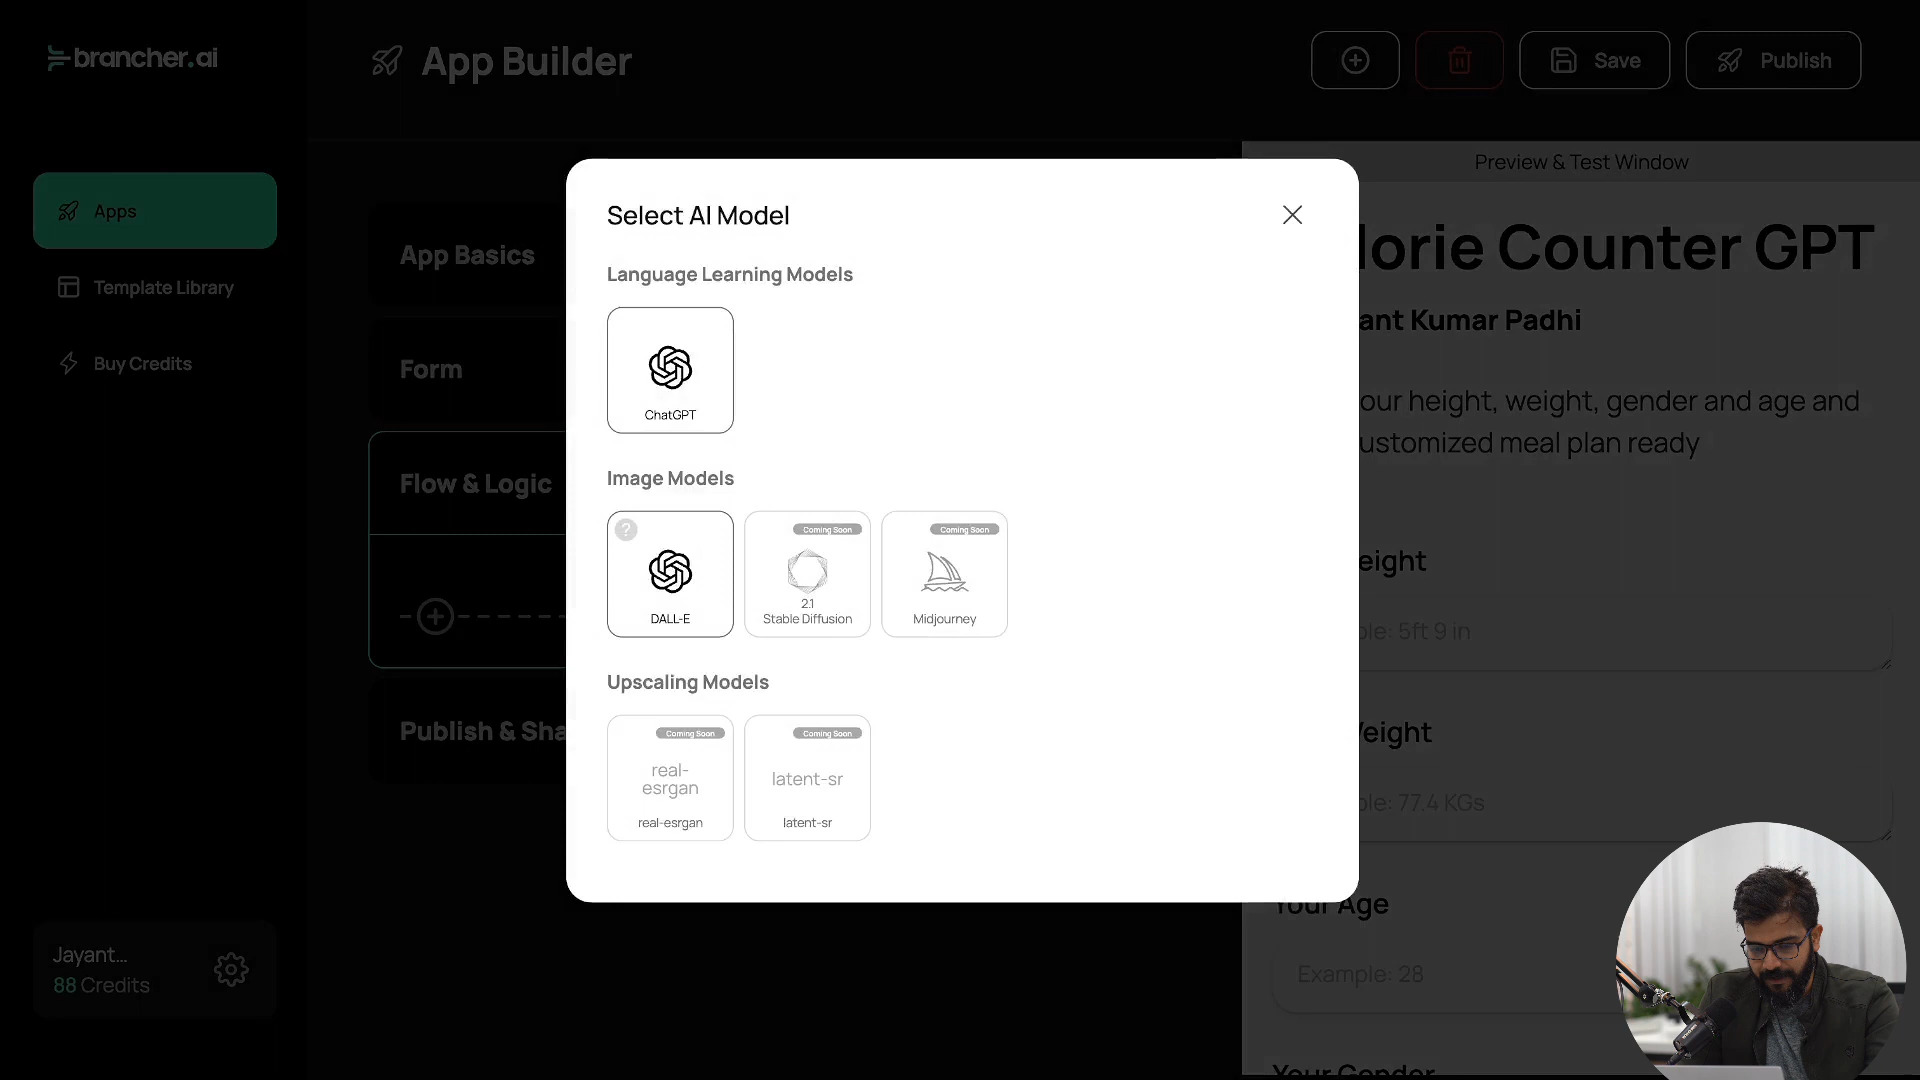 brancher.ai
App Builder
Save
Publish
Apps
Template Library
Buy Credits
App Basics
Form
Flow & Logic
Publish & Sha
Select AI Model
Language Learning Models
ChatGPT
Image Models
?
DALL-E
Coming Soon
2.1
Stable Diffusion
Coming Soon
Midjourney
Upscaling Models
Coming Soon
real-
esrgan
real-esrgan
Coming Soon
latent-sr
latent-sr
Preview & Test Window
lorie Counter GPT
ant Kumar Padhi
our height, weight, gender and age and
ustomized meal plan ready
eight
ple: 5ft 9 in
Weight
ple: 77.4 KGs
Your Age
Example: 28
Your Gender
Jayant...
88 Credits